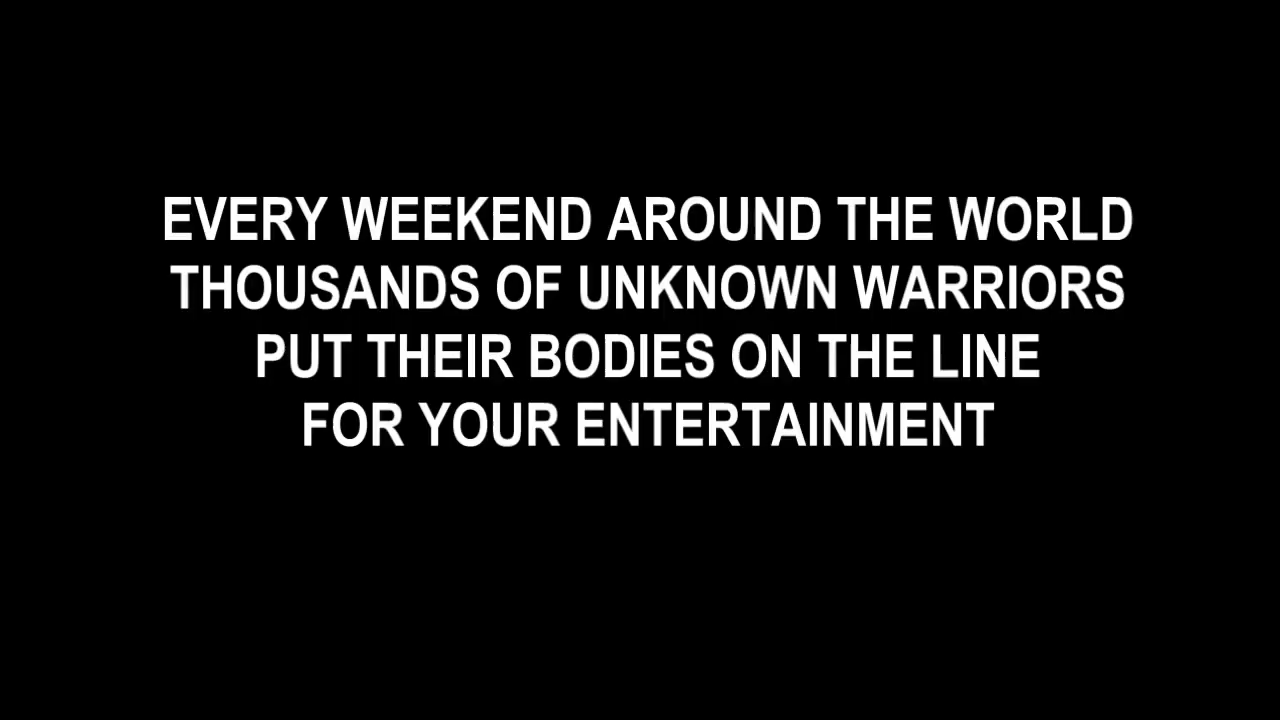 EVERY WEEKEND AROUND THE WORLD
THOUSANDS OF UNKNOWN WARRIORS
PUT THEIR BODIES ON THE LINE
FOR YOUR ENTERTAINMENT